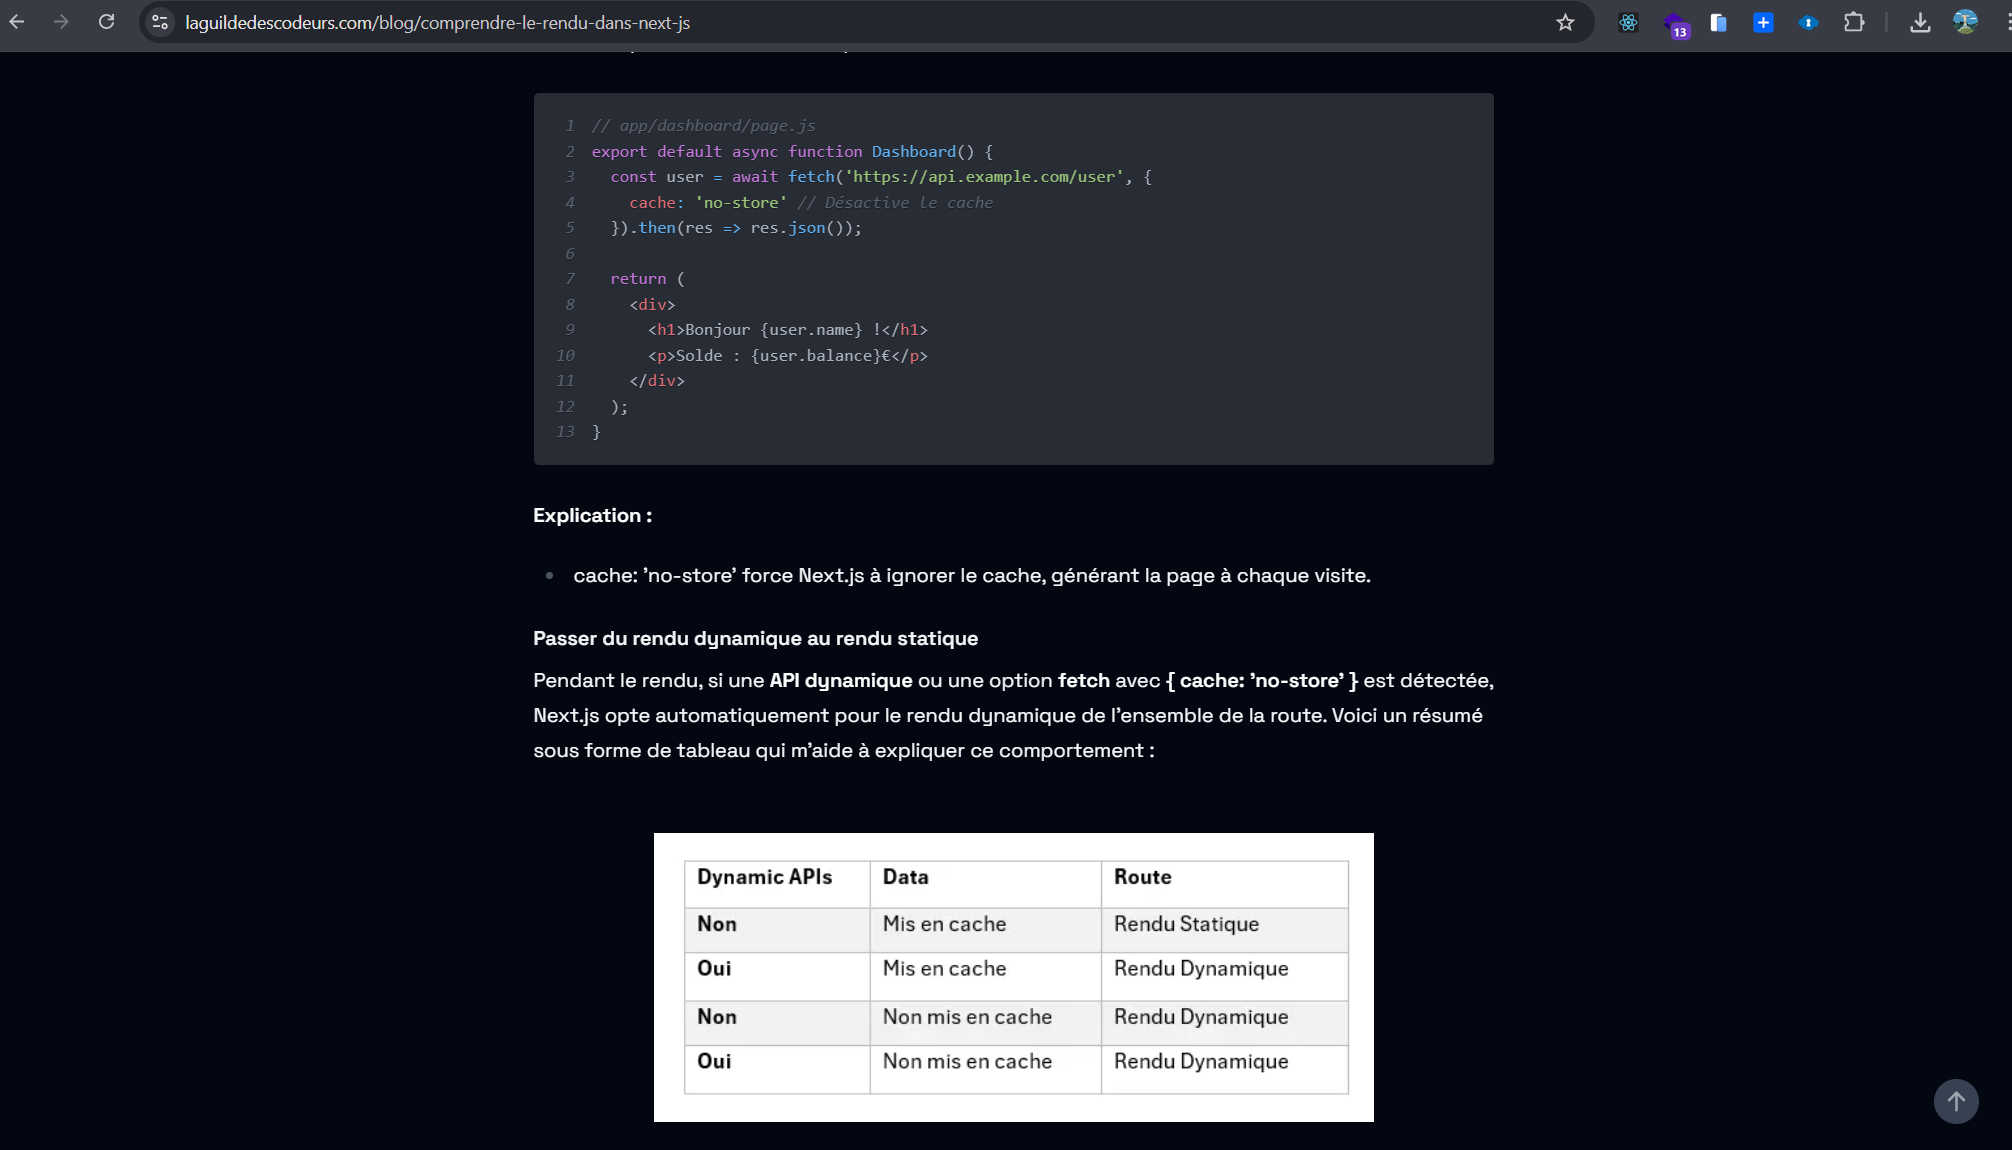 laguildedescodeurs.com/blog/comprendre-le-rendu-dans-next-js
13
1 // app/dashboard/page.js
2 export default async function Dashboard() {
3 const user = await fetch('https://api.example.com/user', {
4 cache: 'no-store' // Désactive le cache
5 }).then(res => res.json());
6
7 return (
8 <div>
9 <h1>Bonjour {user.name} !</h1>
10 <p>Solde : {user.balance}€</p>
11 </div>
12 );
13 }
Explication :
• cache: ’no-store’ force Next.js à ignorer le cache, générant la page à chaque visite.
Passer du rendu dynamique au rendu statique
Pendant le rendu, si une API dynamique ou une option fetch avec { cache: ’no-store’ } est détectée,
Next.js opte automatiquement pour le rendu dynamique de l’ensemble de la route. Voici un résumé
sous forme de tableau qui m’aide à expliquer ce comportement :
Dynamic APIs Data Route
Non Mis en cache Rendu Statique
Oui Mis en cache Rendu Dynamique
Non Non mis en cache Rendu Dynamique
Oui Non mis en cache Rendu Dynamique